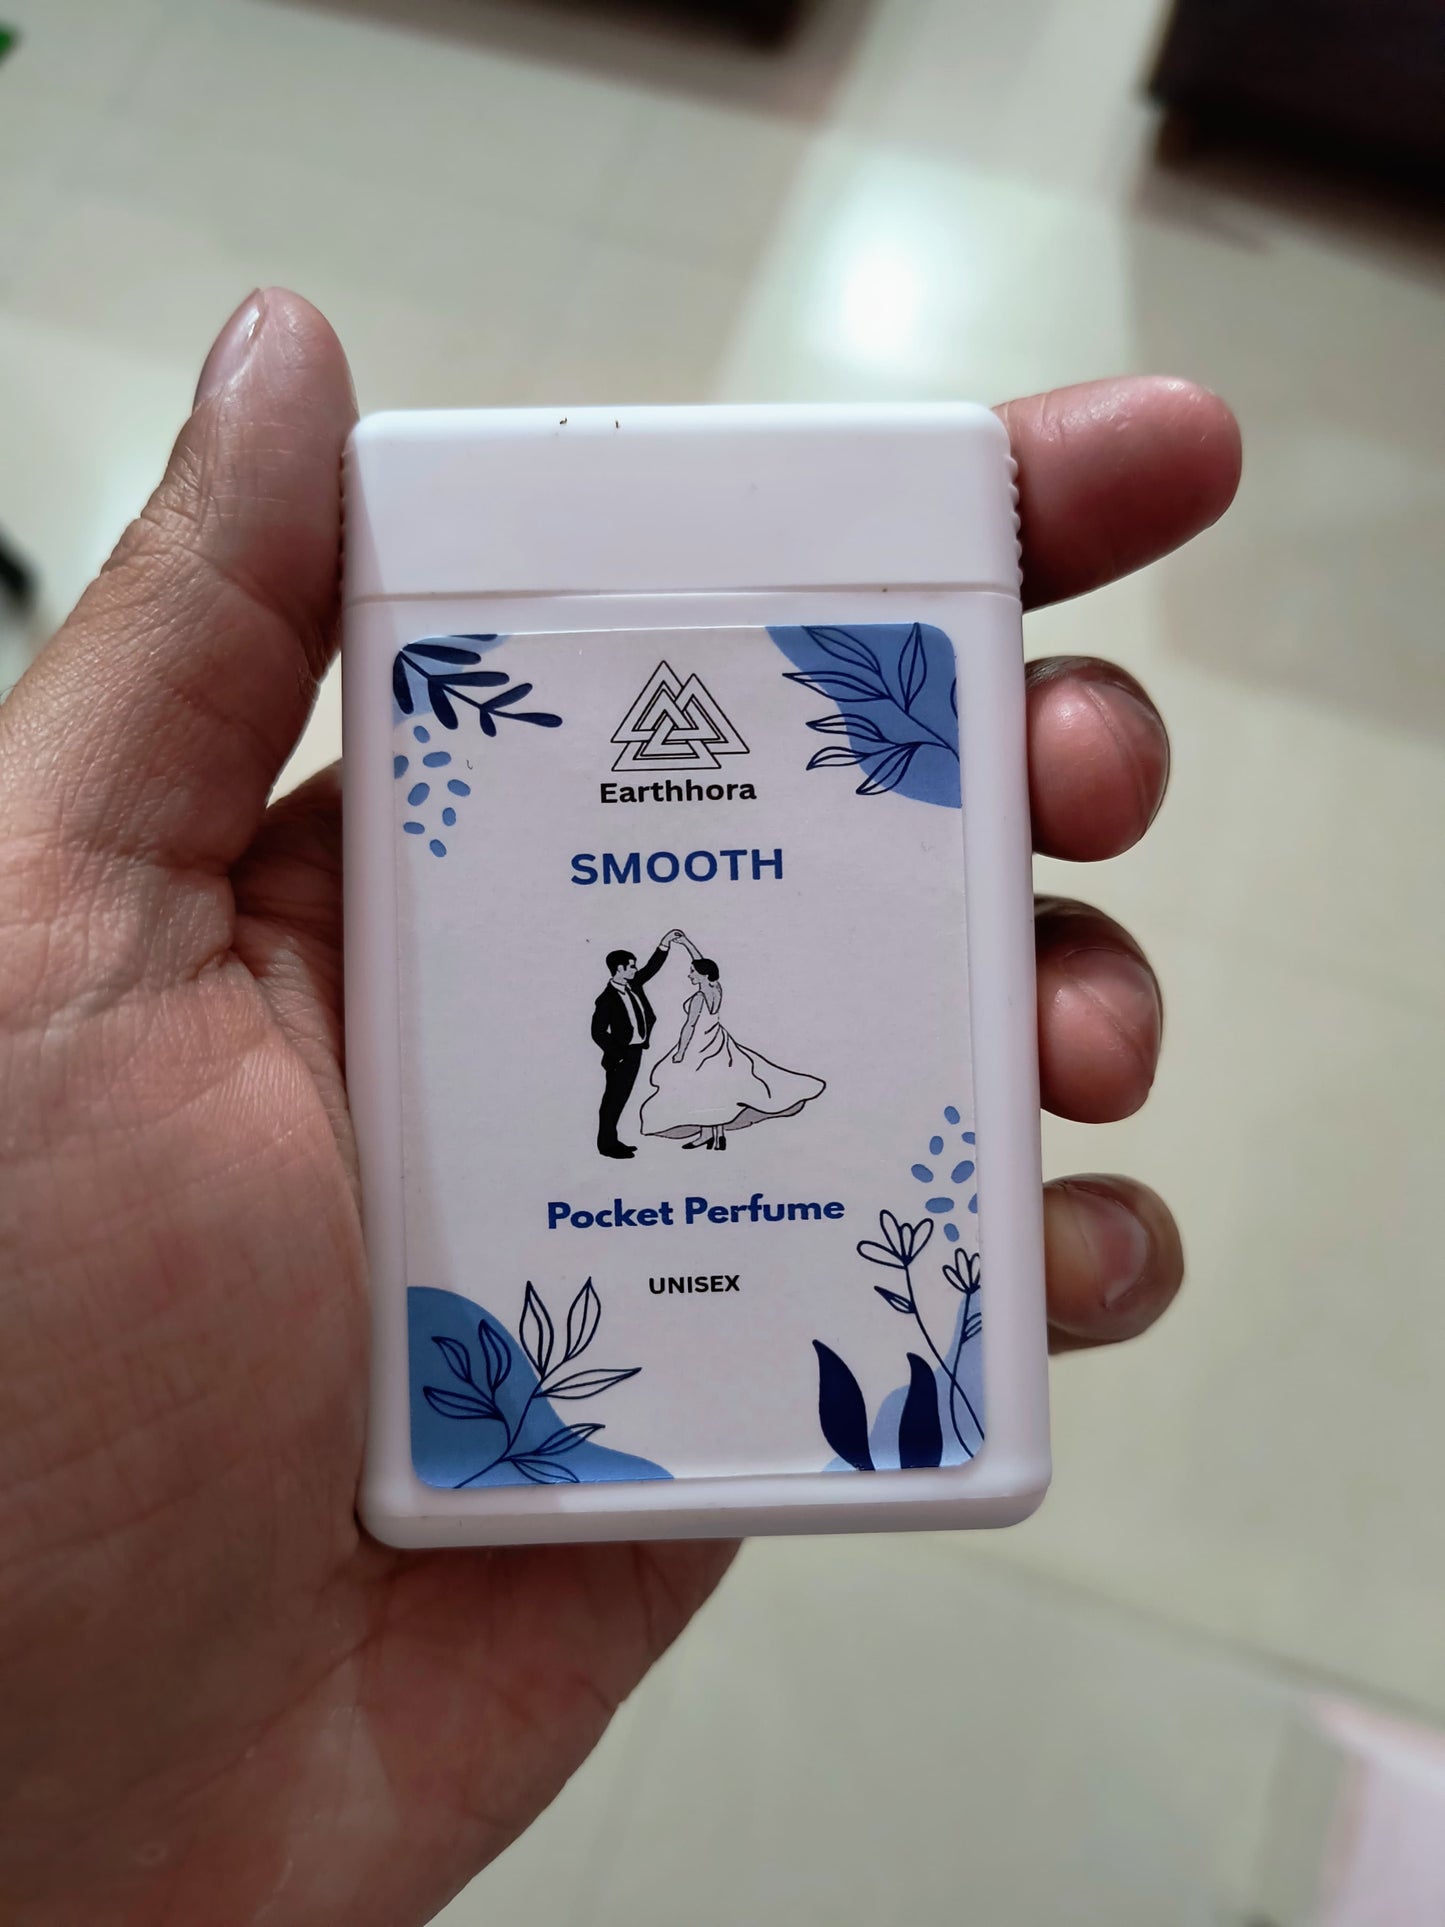 Earthhora
SMOOTH
Pocket Perfume
UNISEX